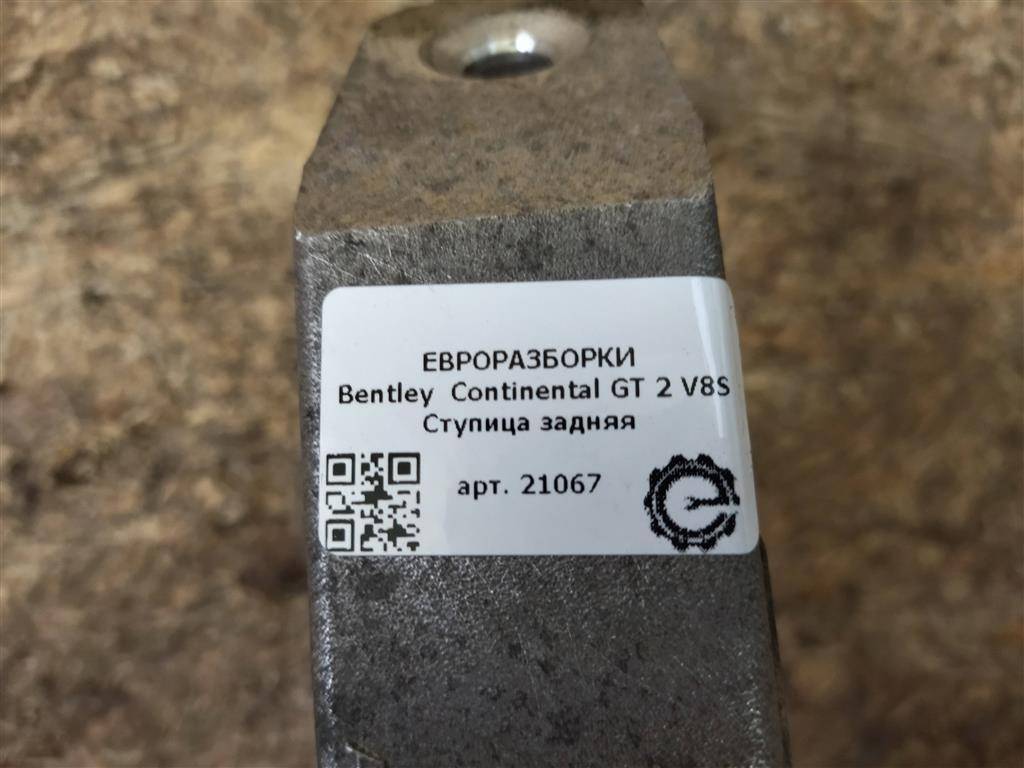 ЕВРОРАЗБОРКИ
Bentley Continental GT 2 V8S
Ступица задняя
арт. 21067